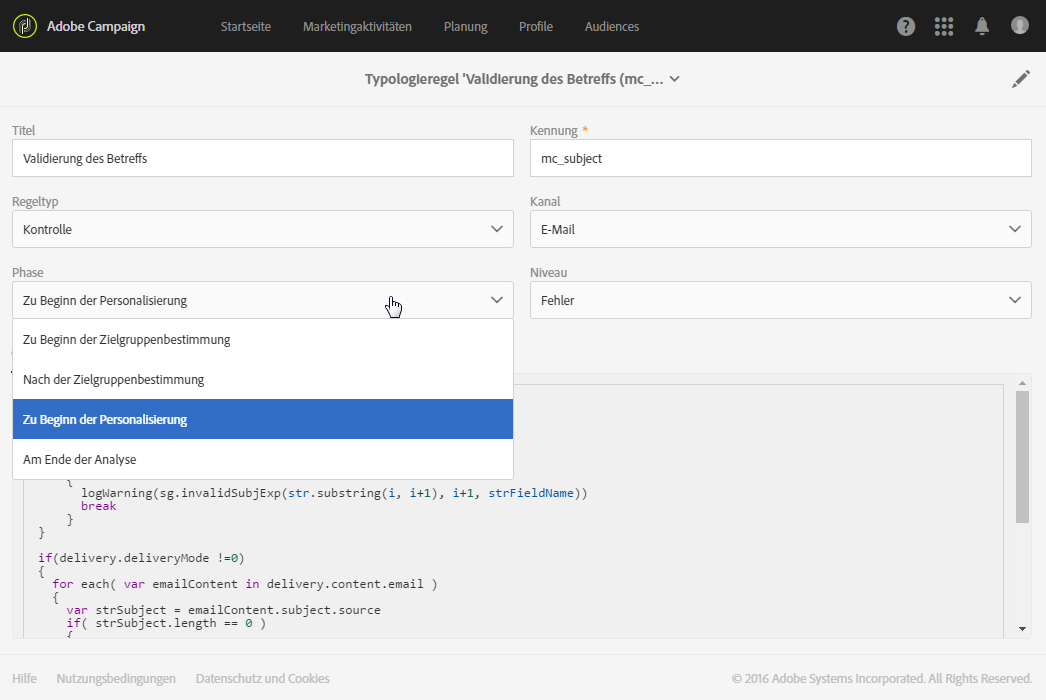 Adobe Campaign
Startseite
Marketingaktivitäten
Planung
Profile
Audiences
?
Typologieregel 'Validierung des Betreffs (mc_...
Titel
Kennung *
Validierung des Betreffs
mc_subject
Regeltyp
Kanal
Kontrolle
E-Mail
Phase
Niveau
Zu Beginn der Personalisierung
Fehler
Zu Beginn der Zielgruppenbestimmung
Nach der Zielgruppenbestimmung
Zu Beginn der Personalisierung
Am Ende der Analyse
{
logWarning(sg.invalidSubjExp(str.substring(i, i+1), i+1, strFieldName))
break
}
}
if(delivery.deliveryMode !=0)
{
for each( var emailContent in delivery.content.email )
{
var strSubject = emailContent.subject.source
if( strSubject.length == 0 )
{
Hilfe
Nutzungsbedingungen
Datenschutz und Cookies
© 2016 Adobe Systems Incorporated. All Rights Reserved.